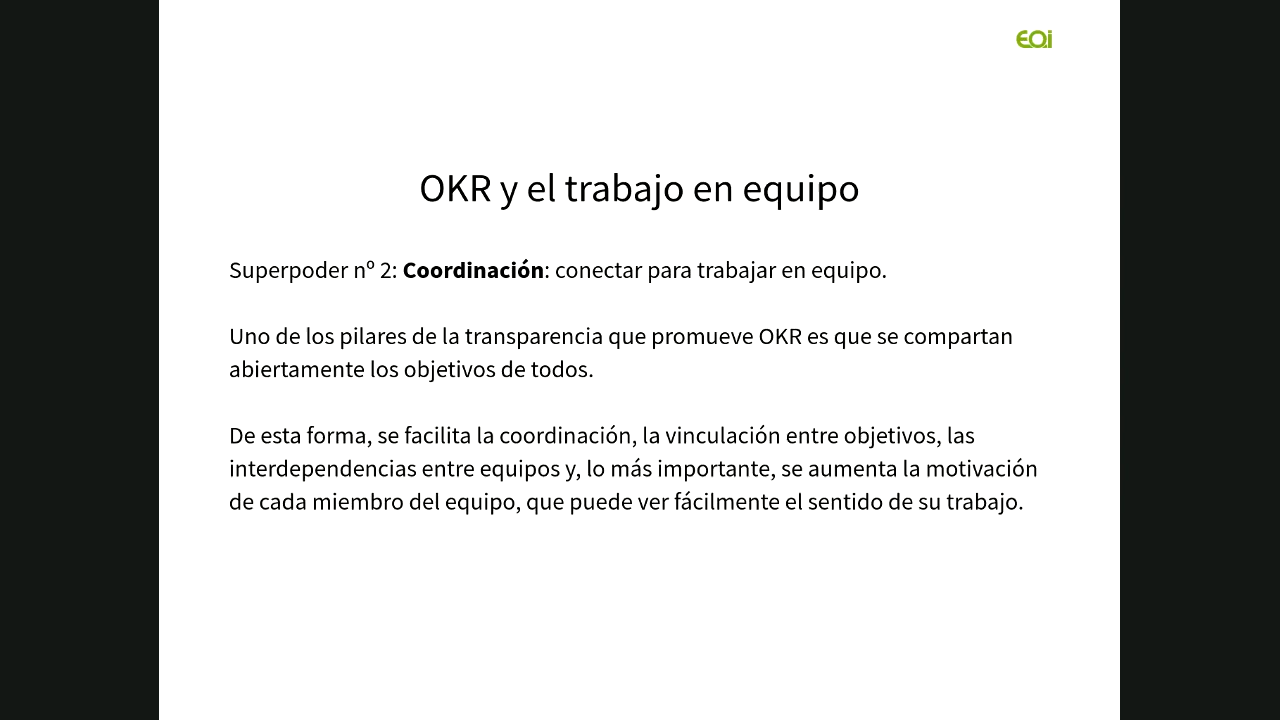 EOi
OKR y el trabajo en equipo
Superpoder nº 2: Coordinación: conectar para trabajar en equipo.
Uno de los pilares de la transparencia que promueve OKR es que se compartan
abiertamente los objetivos de todos.
De esta forma, se facilita la coordinación, la vinculación entre objetivos, las
interdependencias entre equipos y, lo más importante, se aumenta la motivación
de cada miembro del equipo, que puede ver fácilmente el sentido de su trabajo.